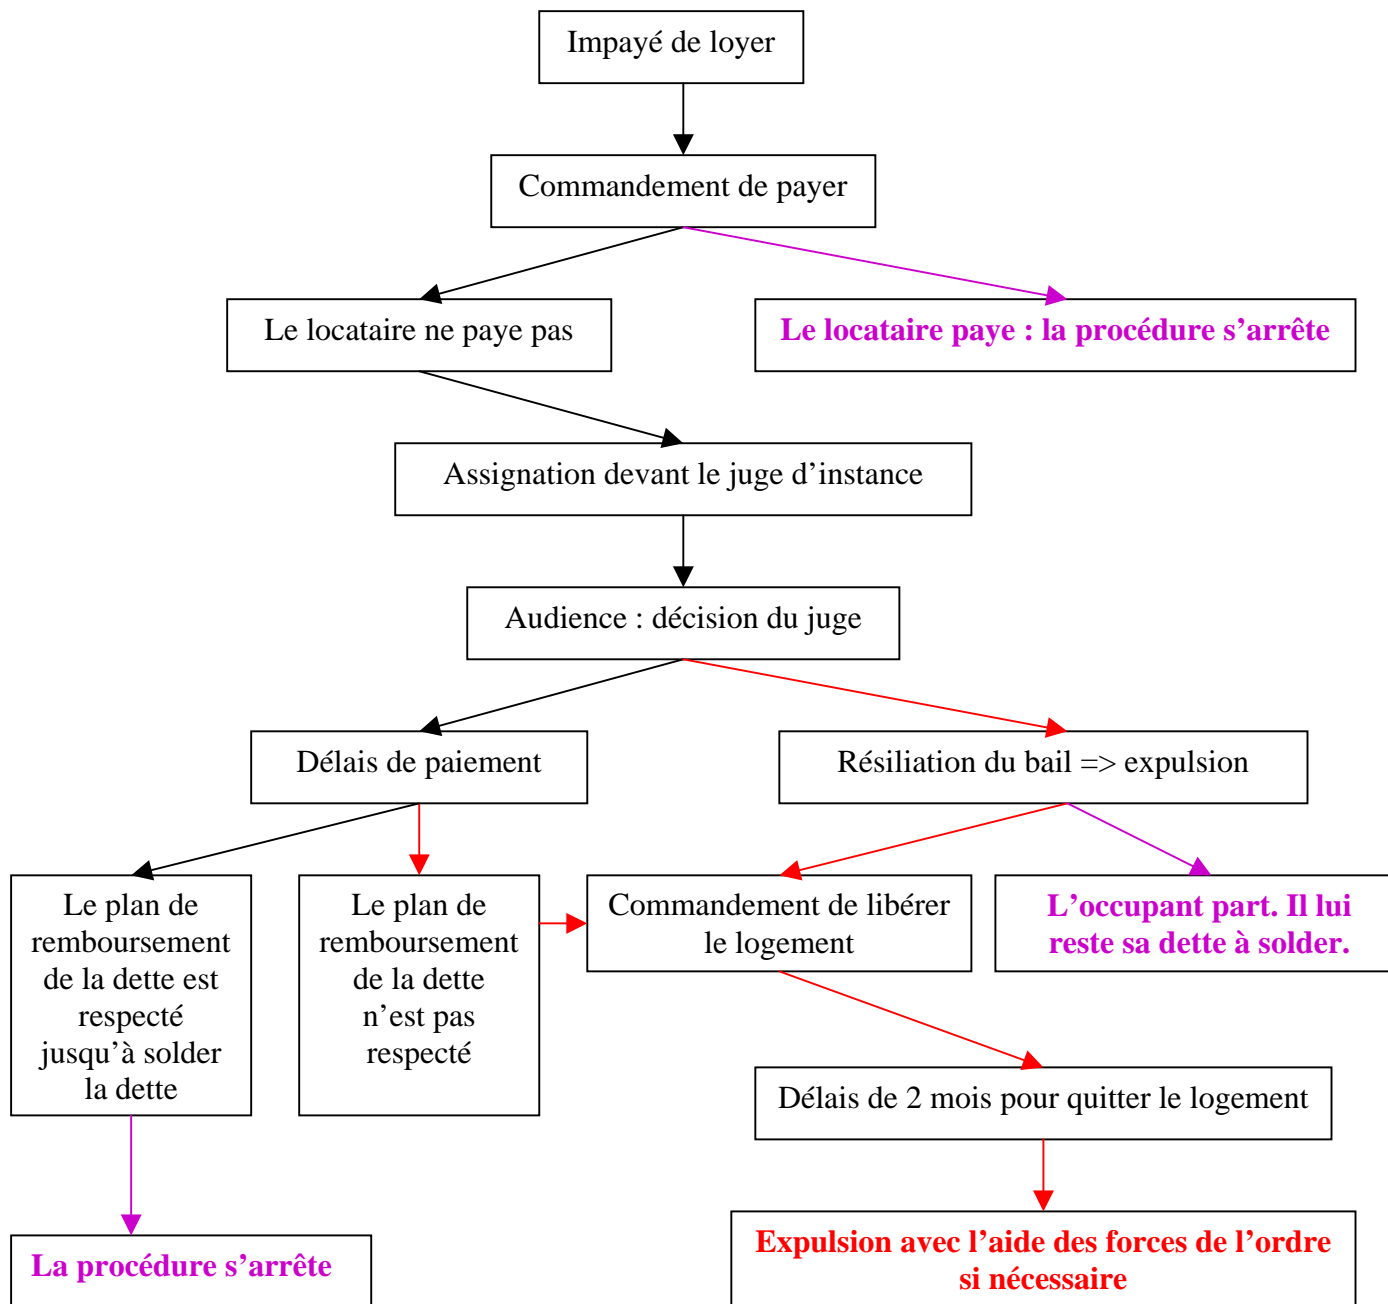 Impayé de loyer
Commandement de payer
Le locataire ne paye pas
Le locataire paye : la procédure s’arrête
Assignation devant le juge d’instance
Audience : décision du juge
Délais de paiement
Résiliation du bail => expulsion
Le plan de
remboursement
de la dette est
respecté
jusqu’à solder
la dette
Le plan de
remboursement
de la dette
n’est pas
respecté
Commandement de libérer
le logement
L’occupant part. Il lui
reste sa dette à solder.
Délais de 2 mois pour quitter le logement
La procédure s’arrête
Expulsion avec l’aide des forces de l’ordre
si nécessaire